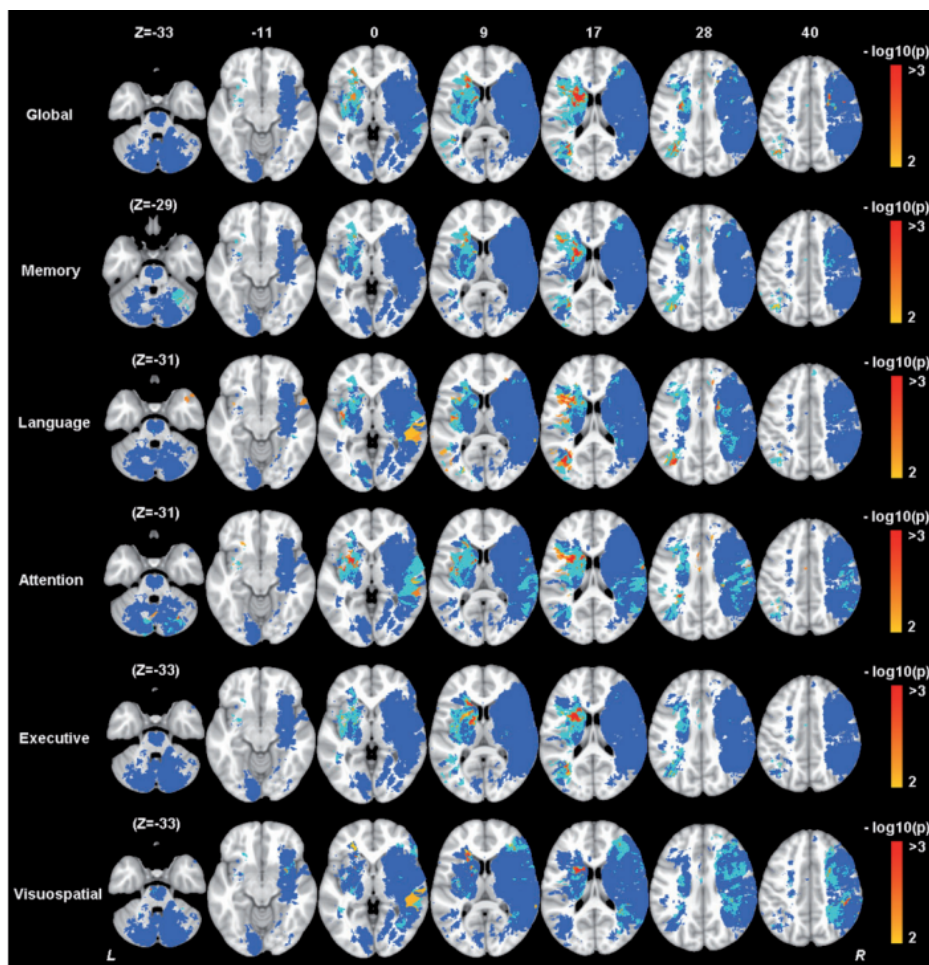 Z=-33 -11 0 9 17 28 40
- log10(p)
>3
Global
2
(Z=-29)
- log10(p)
>3
Memory
2
(Z=-31)
- log10(p)
>3
Language
2
(Z=-31)
- log10(p)
>3
Attention
2
(Z=-33)
- log10(p)
>3
Executive
2
(Z=-33)
- log10(p)
>3
Visuospatial
2
L R